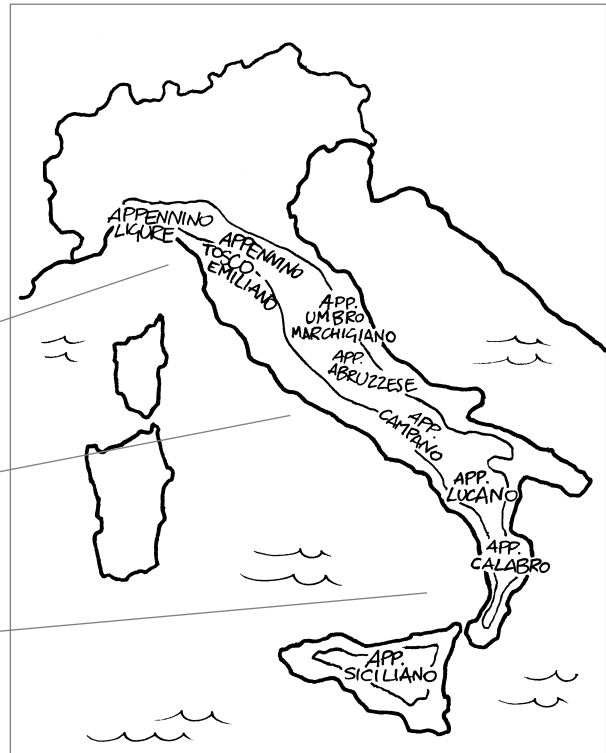 APPENNINO
LIGURE
APPENNINO
TOSCO-
EMILIANO
APP.
UMBRO
MARCHIGIANO
APP.
ABRUZZESE
APP.
CAMPANO
APP.
LUCANO
APP.
CALABRO
APP.
SICILIANO